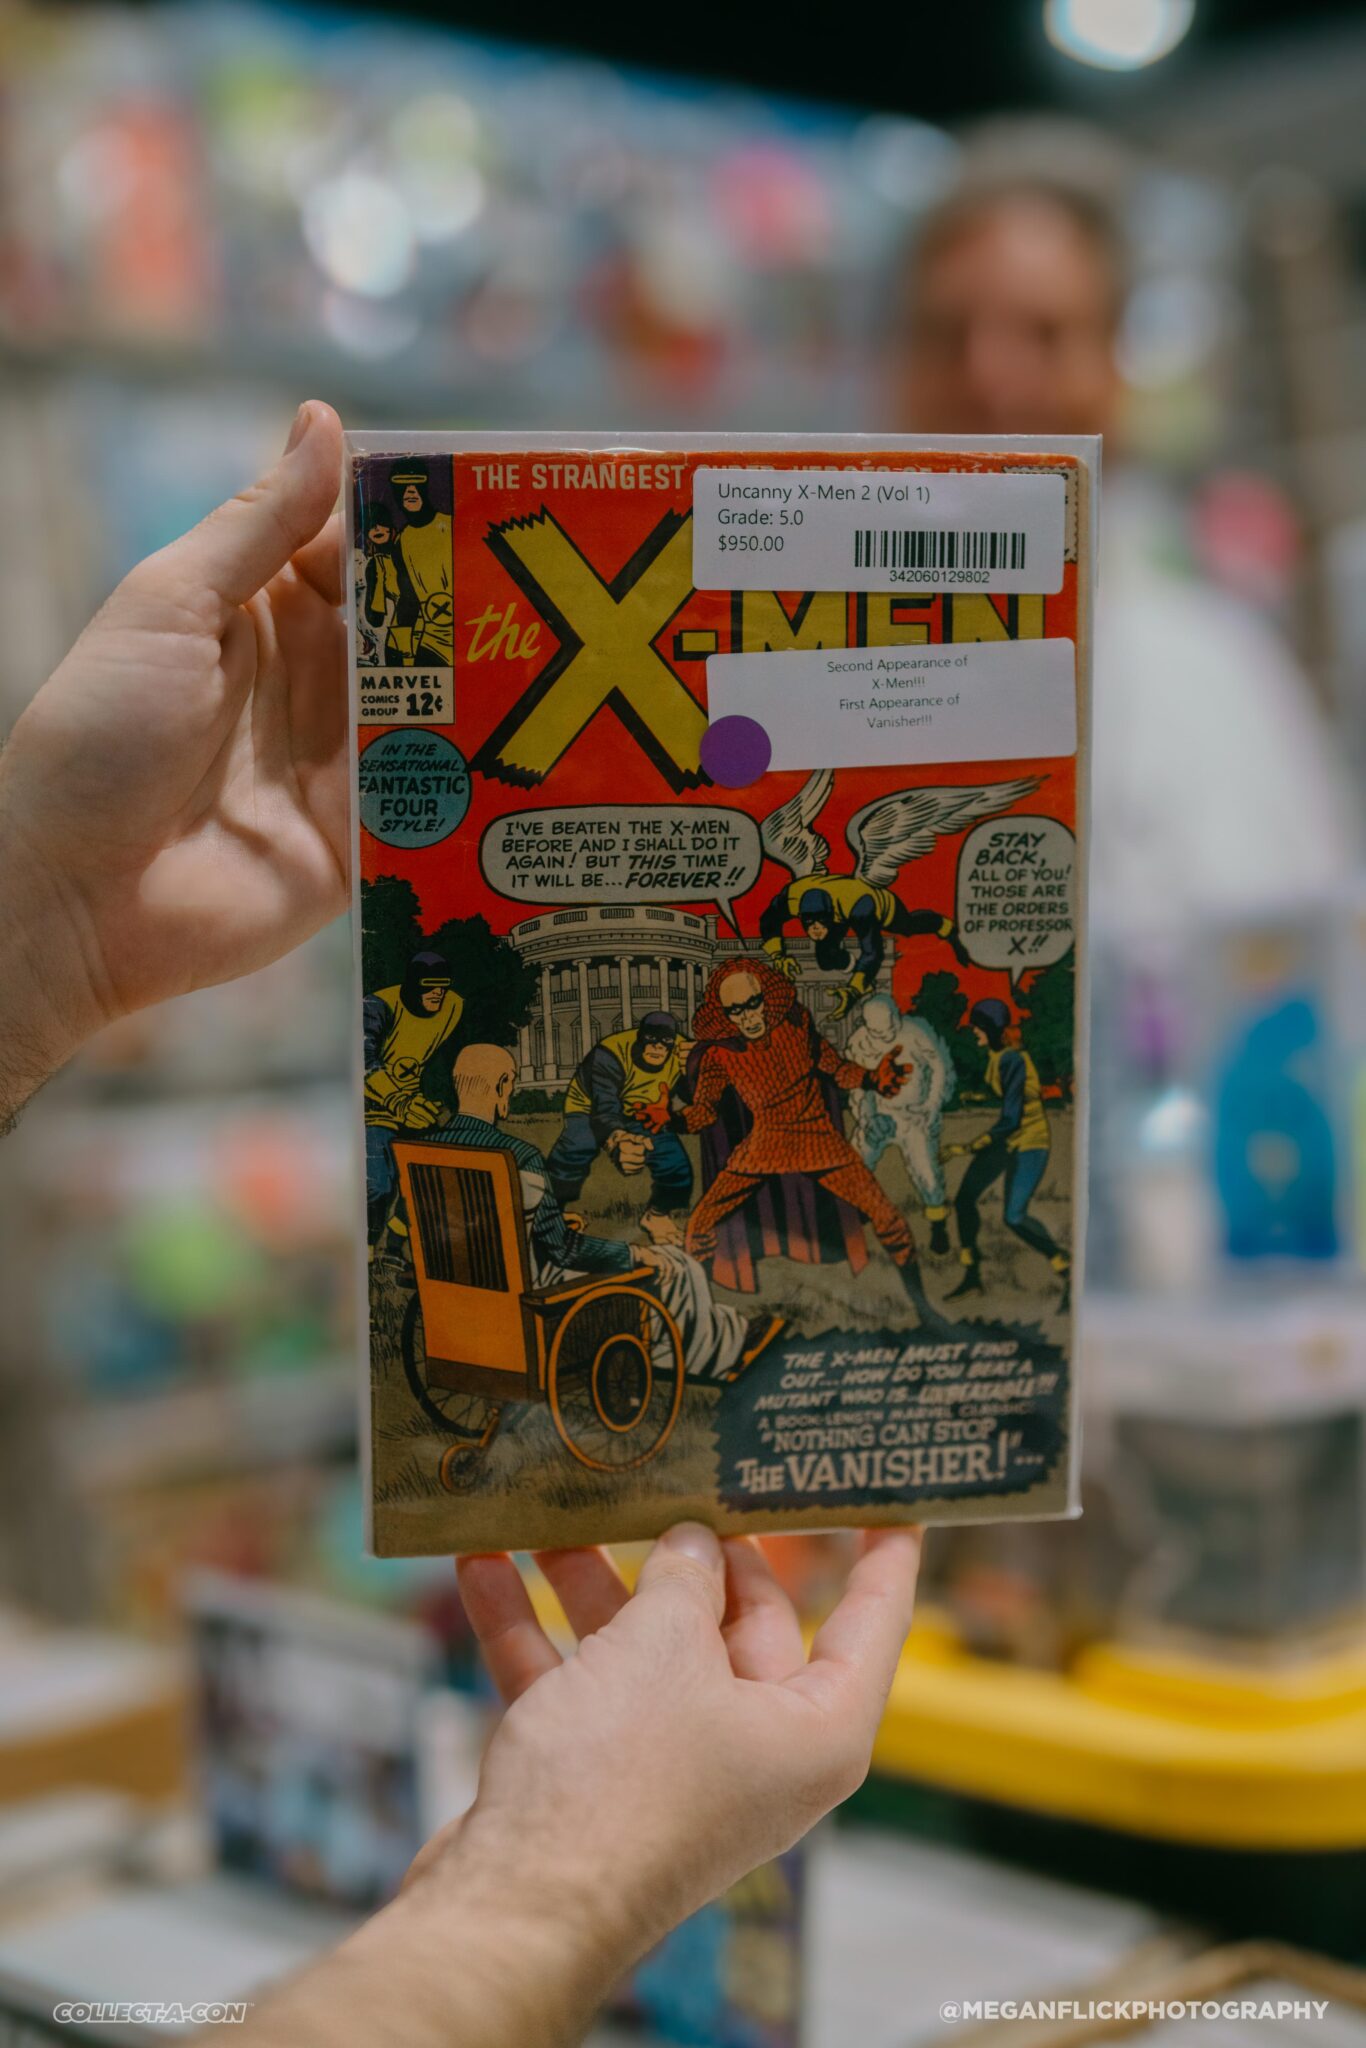 THE STRANGEST
Uncanny X-Men 2 (Vol 1)
Grade: 5.0
$950.00
342060129802
the X-MEN
MARVEL
COMICS
GROUP 12¢
Second Appearance of
X-Men!!!
First Appearance of
Vanisher!!!
IN THE
SENSATIONAL
FANTASTIC
FOUR
STYLE!
I'VE BEATEN THE X-MEN
BEFORE AND I SHALL DO IT
AGAIN! BUT THIS TIME
IT WILL BE...FOREVER!!
STAY
BACK,
ALL OF YOU!
THOSE ARE
THE ORDERS
OF PROFESSOR
X!!
THE X-MEN MUST FIND
OUT...HOW DO YOU BEAT A
MUTANT WHO IS--UNBEATABLE!!!
A BOOK-LENGTH MARVEL CLASSIC:
"NOTHING CAN STOP
THE VANISHER!"...
COLLECT-A-CON™
@MEGANFLICKPHOTOGRAPHY